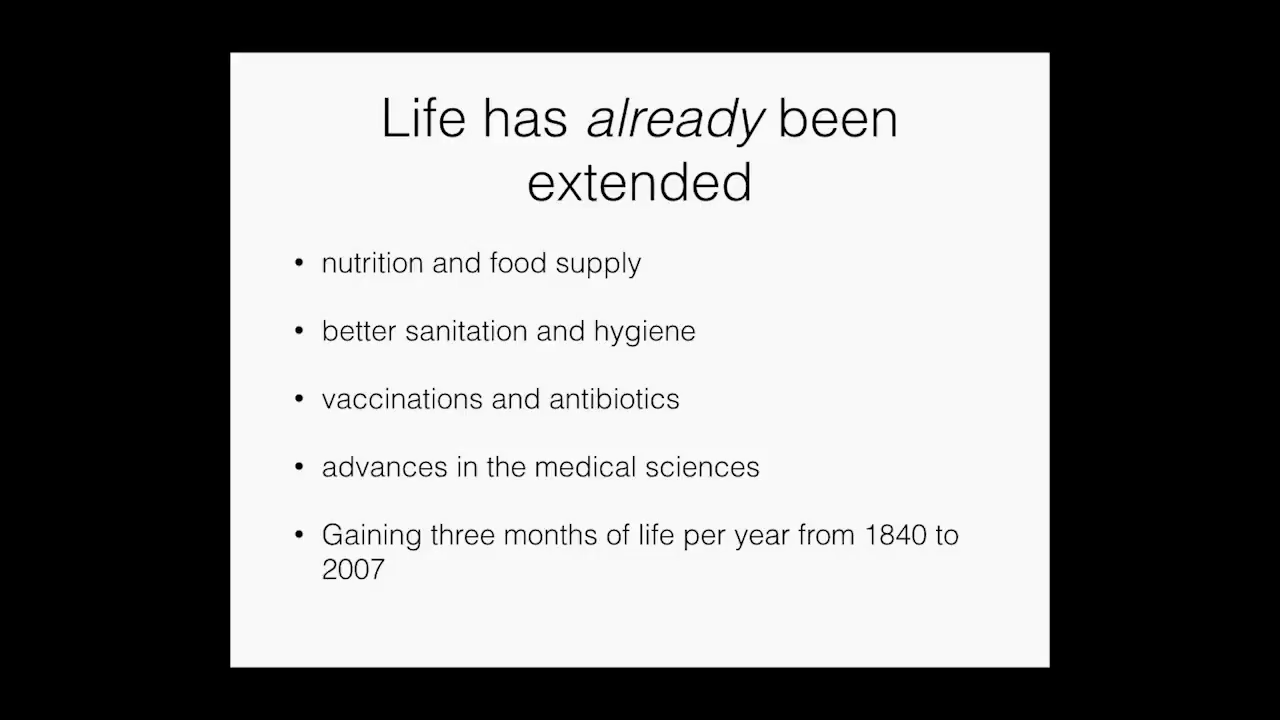 Life has already been
extended
• nutrition and food supply
• better sanitation and hygiene
• vaccinations and antibiotics
• advances in the medical sciences
• Gaining three months of life per year from 1840 to
2007